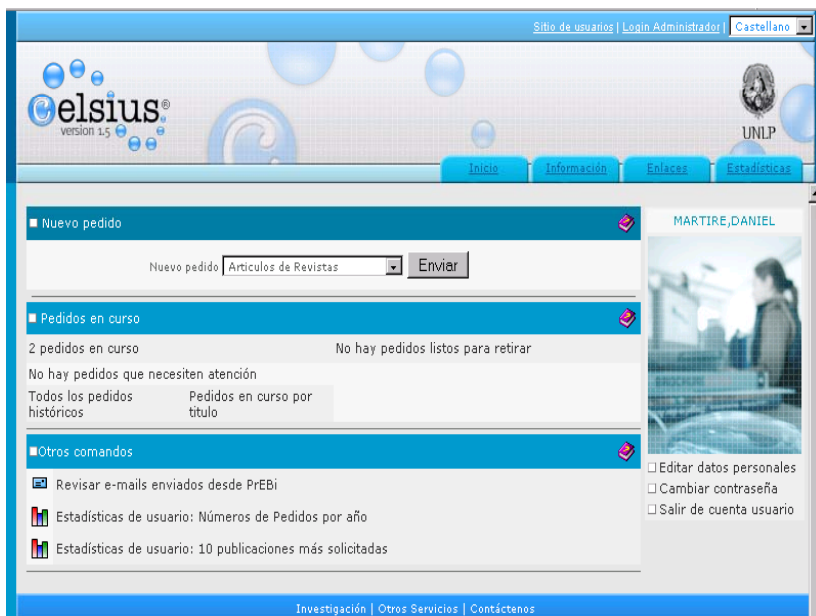 Sitio de usuarios | Login Administrador | Castellano
Celsius®
version 1.5
UNLP
Inicio Información Enlaces Estadísticas
Nuevo pedido
Nuevo pedido Articulos de Revistas Enviar
Pedidos en curso
2 pedidos en curso No hay pedidos listos para retirar
No hay pedidos que necesiten atención
Todos los pedidos históricos
Pedidos en curso por titulo
Otros comandos
Revisar e-mails enviados desde PrEBi
Estadísticas de usuario: Números de Pedidos por año
Estadísticas de usuario: 10 publicaciones más solicitadas
MARTIRE,DANIEL
Editar datos personales
Cambiar contraseña
Salir de cuenta usuario
Investigación | Otros Servicios | Contáctenos